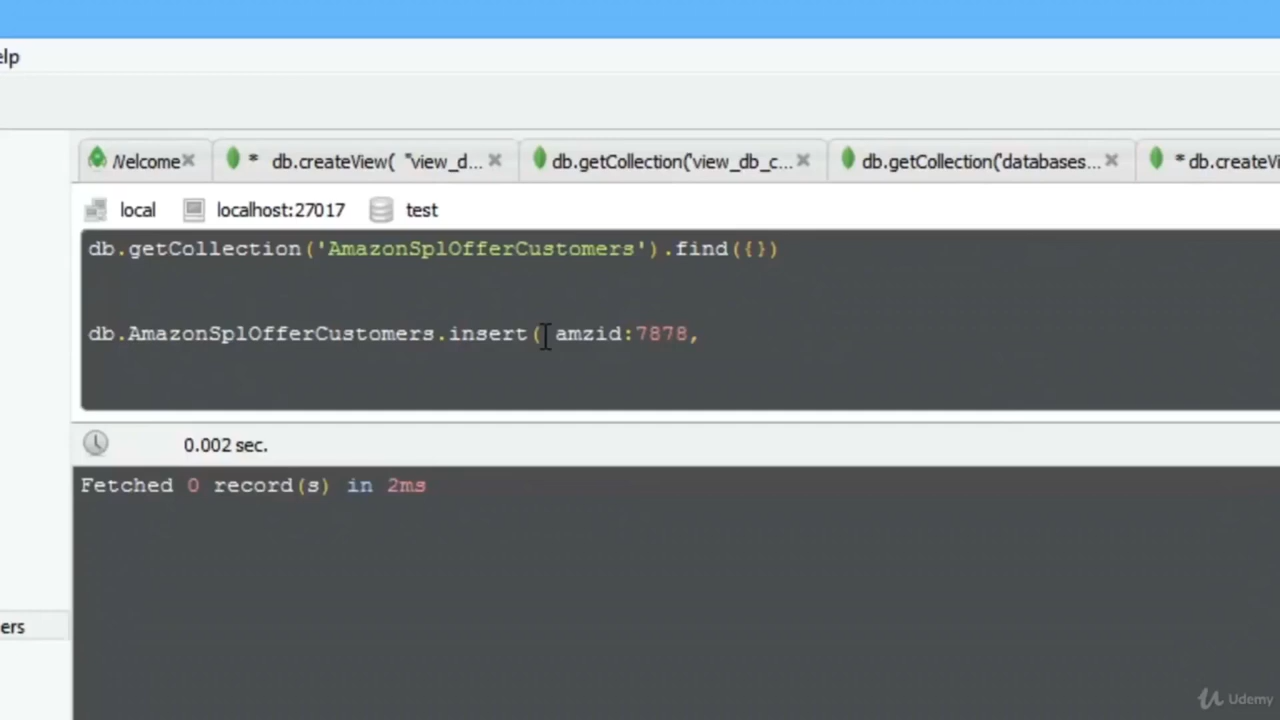 elp
Welcome
* db.createView( "view_d...
db.getCollection('view_db_c...
db.getCollection('databases...
* db.createVi
local localhost:27017 test
db.getCollection('AmazonSplOfferCustomers').find({})
db.AmazonSplOfferCustomers.insert( amzid:7878,
0.002 sec.
Fetched 0 record(s) in 2ms
ers
Udemy